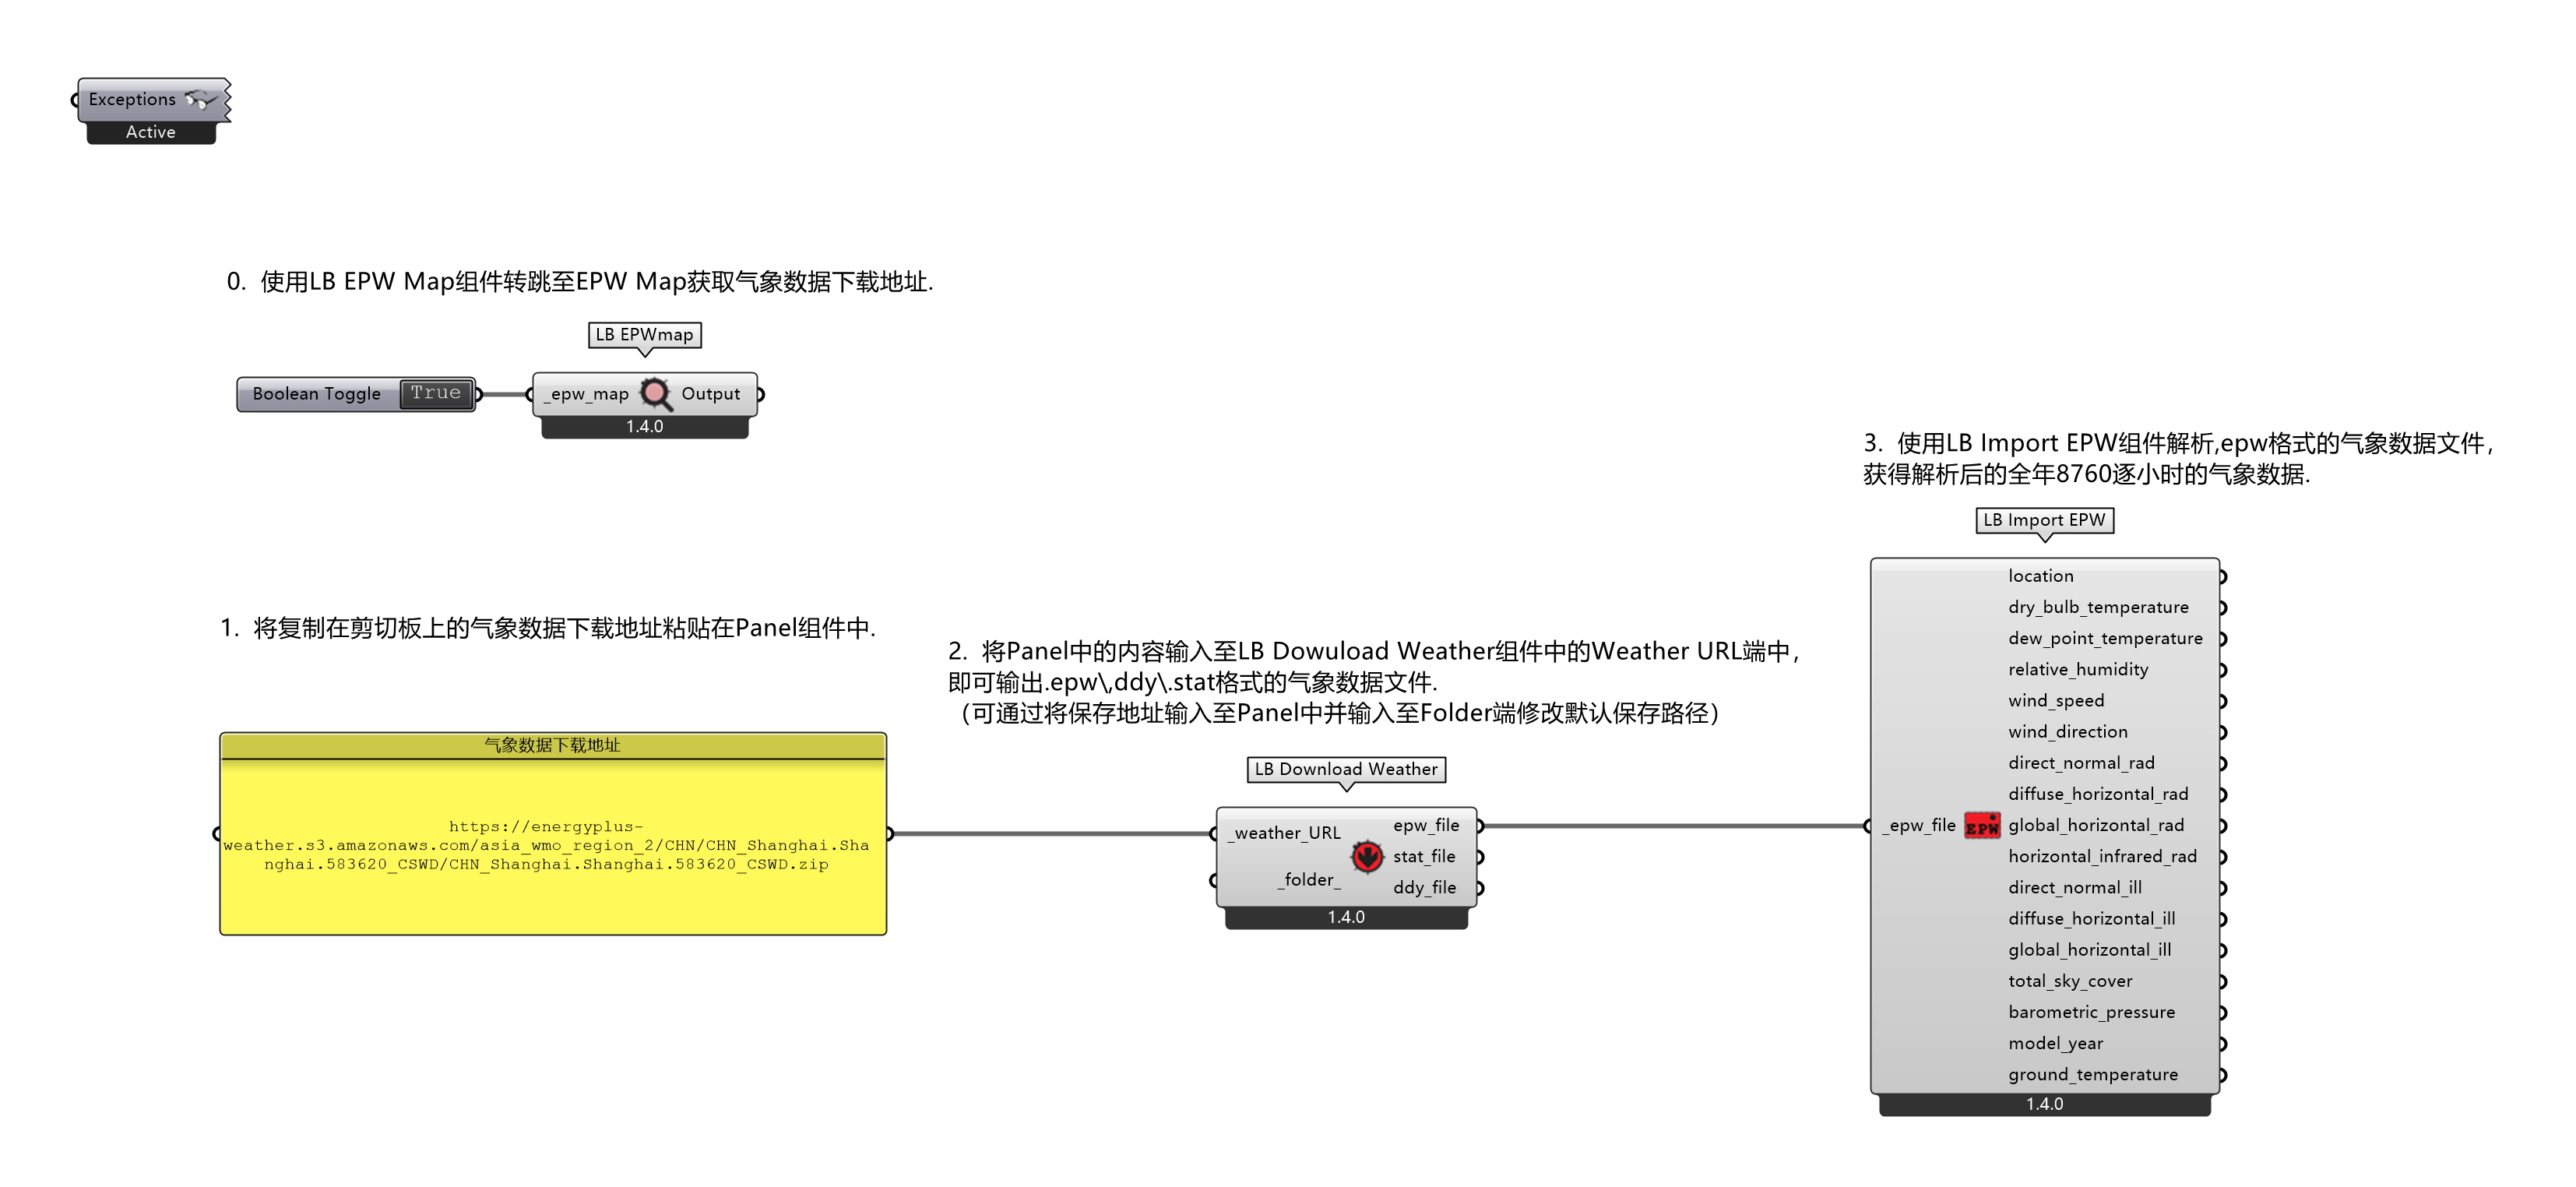 Exceptions
Active
0.  使用LB EPW Map组件转跳至EPW Map获取气象数据下载地址.
LB EPWmap
Boolean Toggle True
_epw_map Output
1.4.0
1.  将复制在剪切板上的气象数据下载地址粘贴在Panel组件中.
气象数据下载地址
https://energyplus-
weather.s3.amazonaws.com/asia_wmo_region_2/CHN/CHN_Shanghai.Sha
nghai.583620_CSWD/CHN_Shanghai.Shanghai.583620_CSWD.zip
2.  将Panel中的内容输入至LB Dowuload Weather组件中的Weather URL端中，
即可输出.epw\,ddy\.stat格式的气象数据文件.
（可通过将保存地址输入至Panel中并输入至Folder端修改默认保存路径）
LB Download Weather
_weather_URL
_folder_
epw_file
stat_file
ddy_file
1.4.0
3.  使用LB Import EPW组件解析,epw格式的气象数据文件，
获得解析后的全年8760逐小时的气象数据.
LB Import EPW
_epw_file
EPW
location
dry_bulb_temperature
dew_point_temperature
relative_humidity
wind_speed
wind_direction
direct_normal_rad
diffuse_horizontal_rad
global_horizontal_rad
horizontal_infrared_rad
direct_normal_ill
diffuse_horizontal_ill
global_horizontal_ill
total_sky_cover
barometric_pressure
model_year
ground_temperature
1.4.0